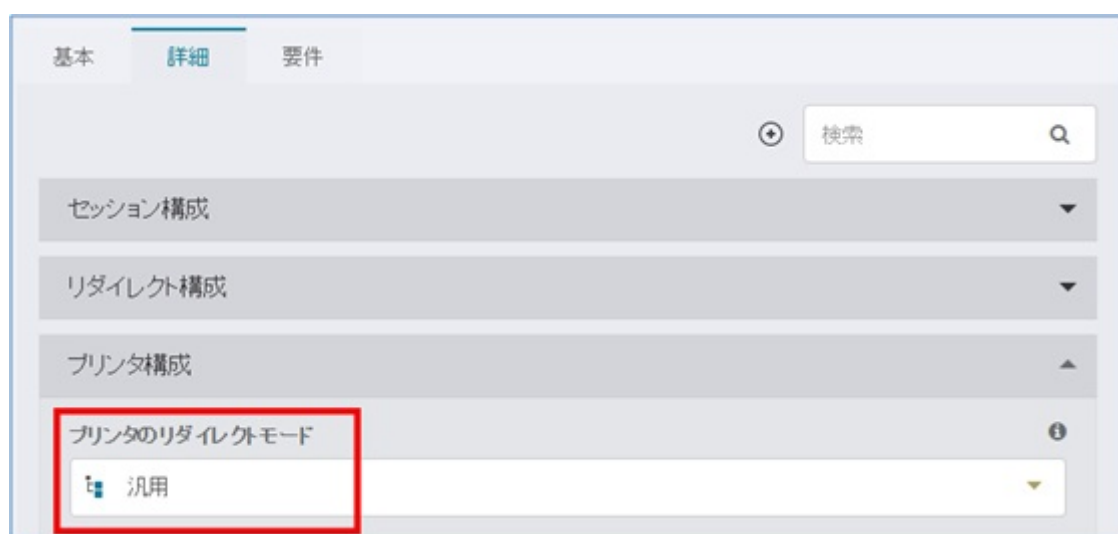 基本 詳細 要件
検索
セッション構成
リダイレクト構成
プリンタ構成
プリンタのリダイレクトモード
汎用